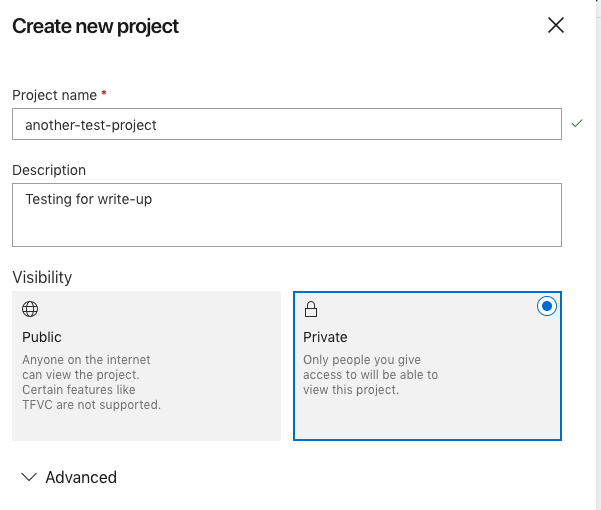 Create new project
Project name *
another-test-project
Description
Testing for write-up
Visibility
Public
Anyone on the internet
can view the project.
Certain features like
TFVC are not supported.
Private
Only people you give
access to will be able to
view this project.
Advanced